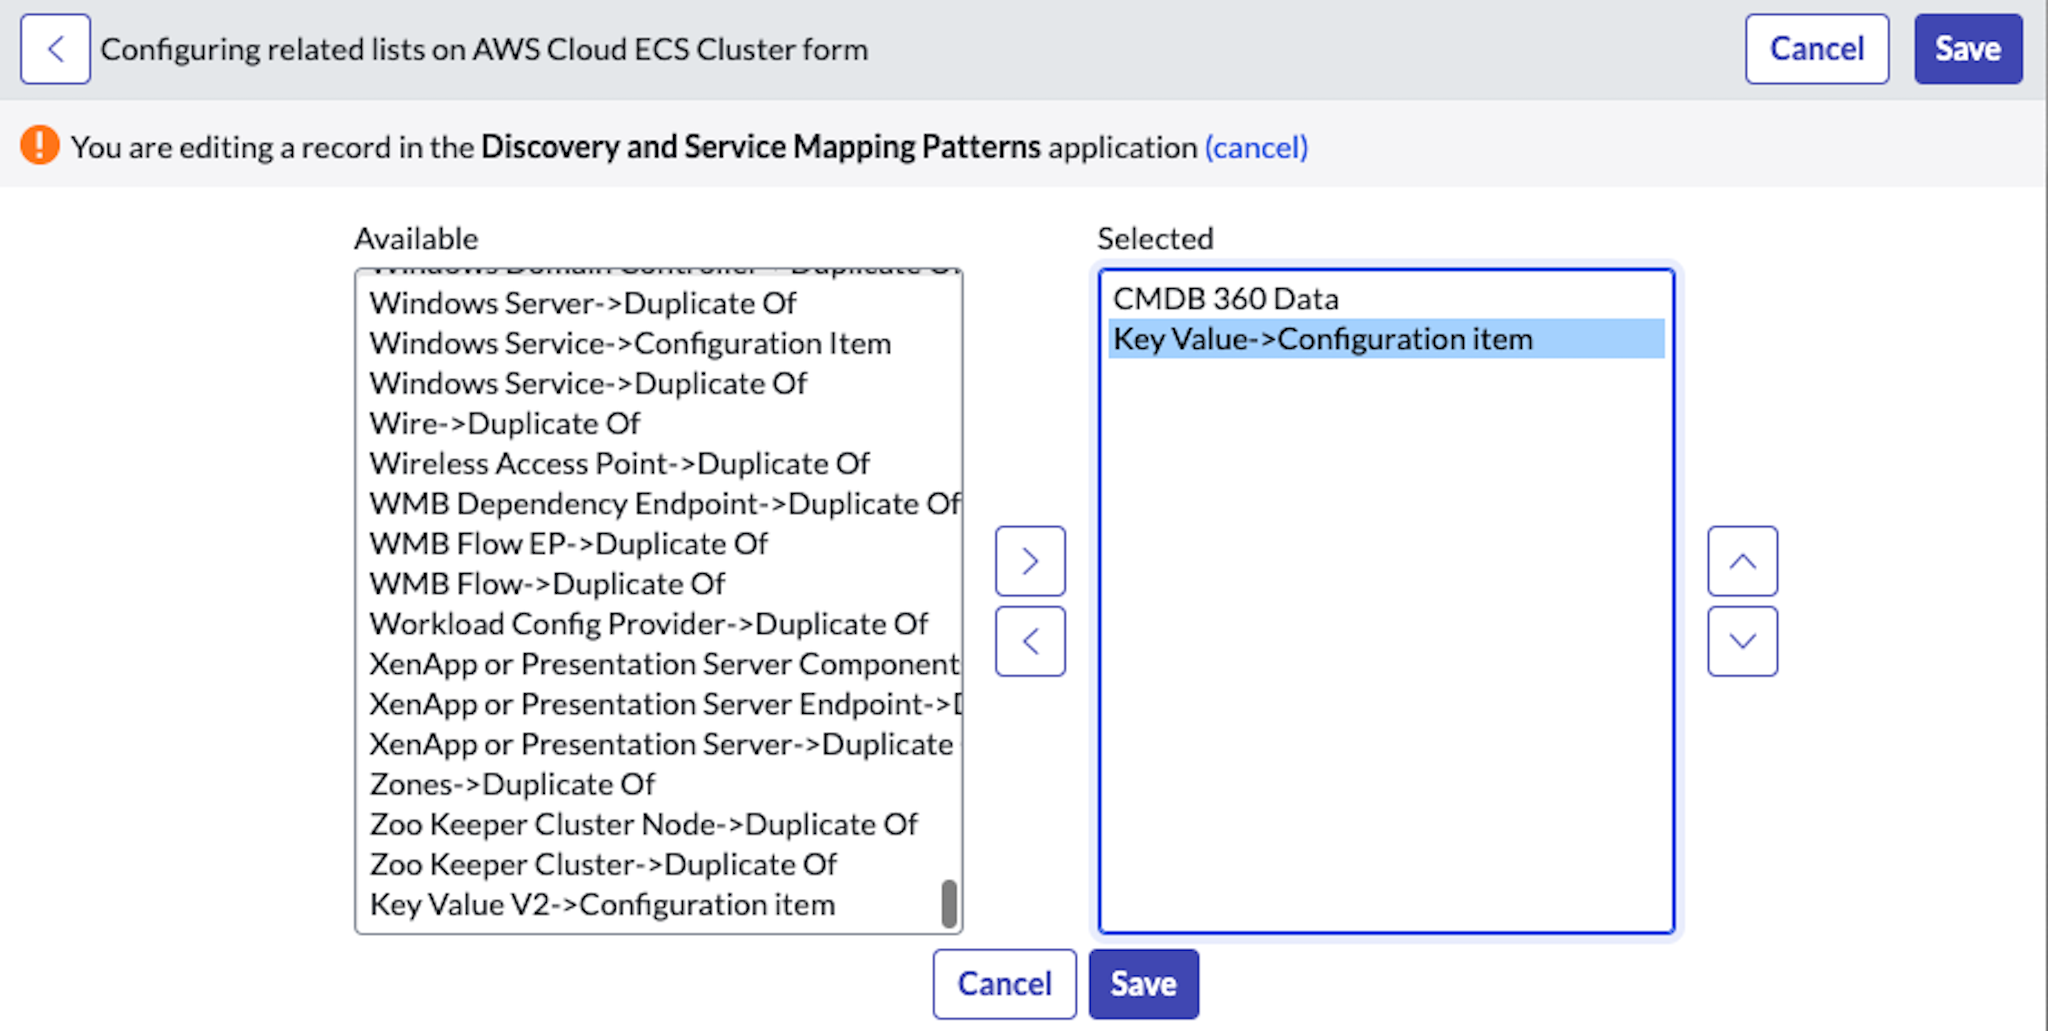 Configuring related lists on AWS Cloud ECS Cluster form
Cancel
Save
You are editing a record in the Discovery and Service Mapping Patterns application (cancel)
Available
Windows Domain Controller->Duplicate Of
Windows Server->Duplicate Of
Windows Service->Configuration Item
Windows Service->Duplicate Of
Wire->Duplicate Of
Wireless Access Point->Duplicate Of
WMB Dependency Endpoint->Duplicate Of
WMB Flow EP->Duplicate Of
WMB Flow->Duplicate Of
Workload Config Provider->Duplicate Of
XenApp or Presentation Server Component
XenApp or Presentation Server Endpoint->D
XenApp or Presentation Server->Duplicate
Zones->Duplicate Of
Zoo Keeper Cluster Node->Duplicate Of
Zoo Keeper Cluster->Duplicate Of
Key Value V2->Configuration item
Selected
CMDB 360 Data
Key Value->Configuration item
Cancel
Save